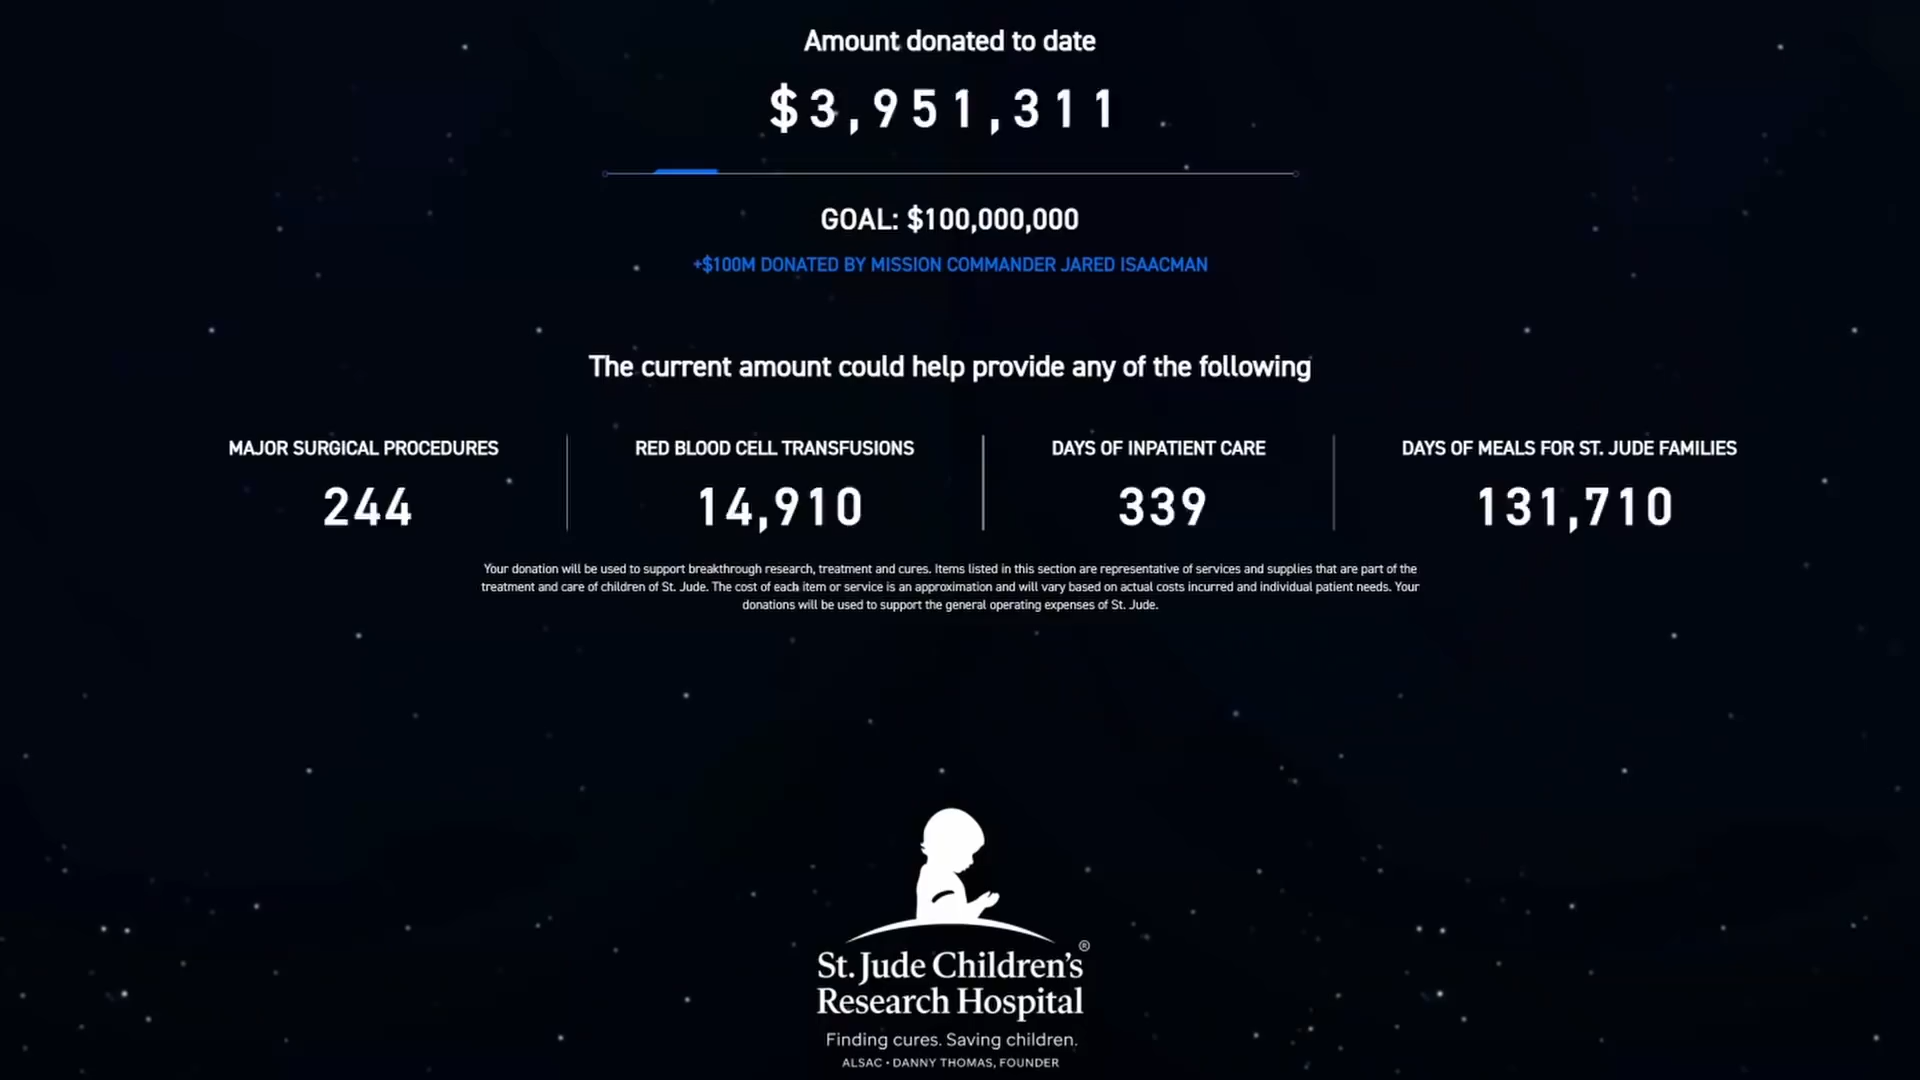 Amount donated to date
$3,951,311
GOAL: $100,000,000
+$100M DONATED BY MISSION COMMANDER JARED ISAACMAN
The current amount could help provide any of the following
MAJOR SURGICAL PROCEDURES
244
RED BLOOD CELL TRANSFUSIONS
14,910
DAYS OF INPATIENT CARE
339
DAYS OF MEALS FOR ST. JUDE FAMILIES
131,710
Your donation will be used to support breakthrough research, treatment and cures. Items listed in this section are representative of services and supplies that are part of the
treatment and care of children of St. Jude. The cost of each item or service is an approximation and will vary based on actual costs incurred and individual patient needs. Your
donations will be used to support the general operating expenses of St. Jude.
St. Jude Children's®
Research Hospital
Finding cures. Saving children.
ALSAC • DANNY THOMAS, FOUNDER